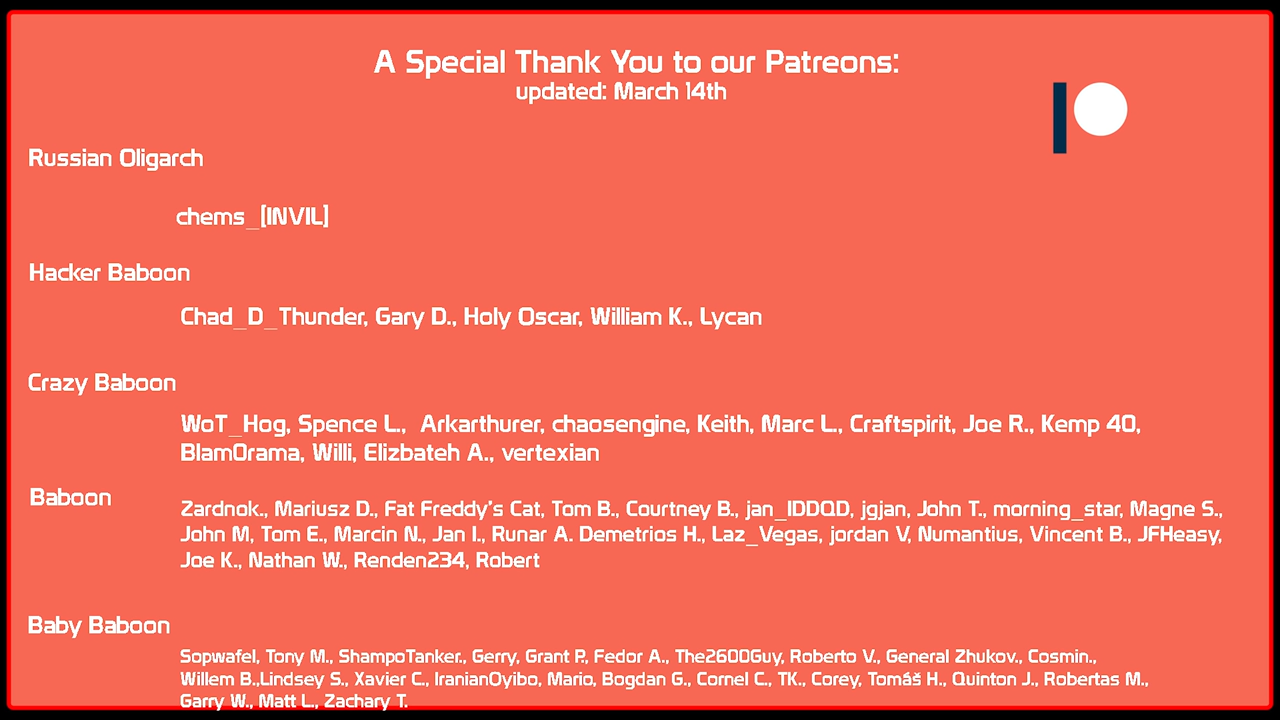 A Special Thank You to our Patreons:
updated: March 14th
Russian Oligarch
chems_[INVIL]
Hacker Baboon
Chad_D_Thunder, Gary D., Holy Oscar, William K., Lycan
Crazy Baboon
WoT_Hog, Spence L.,  Arkarthurer, chaosengine, Keith, Marc L., Craftspirit, Joe R., Kemp 40,
Blam0rama, Willi, Elizbateh A., vertexian
Baboon
Zardnok., Mariusz D., Fat Freddy's Cat, Tom B., Courtney B., jan_IDDQD, jgjan, John T., morning_star, Magne S.,
John M, Tom E., Marcin N., Jan I., Runar A. Demetrios H., Laz_Vegas, jordan V, Numantius, Vincent B., JFHeasy,
Joe K., Nathan W., Renden234, Robert
Baby Baboon
Sopwafel, Tony M., ShampoTanker., Gerry, Grant P., Fedor A., The2600Guy, Roberto V., General Zhukov., Cosmin.,
Willem B.,Lindsey S., Xavier C., IranianOyibo, Mario, Bogdan G., Cornel C., TK., Corey, Tomáš H., Quinton J., Robertas M.,
Garry W., Matt L., Zachary T.